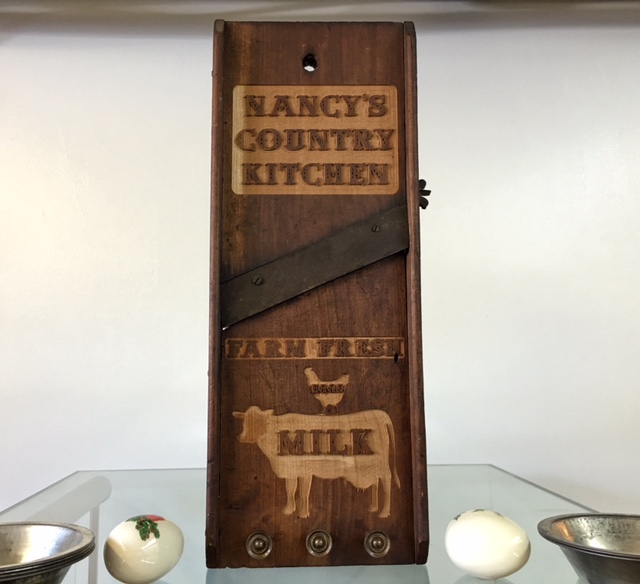 NANCY'S
COUNTRY
KITCHEN
FARM FRESH
EGGS
MILK